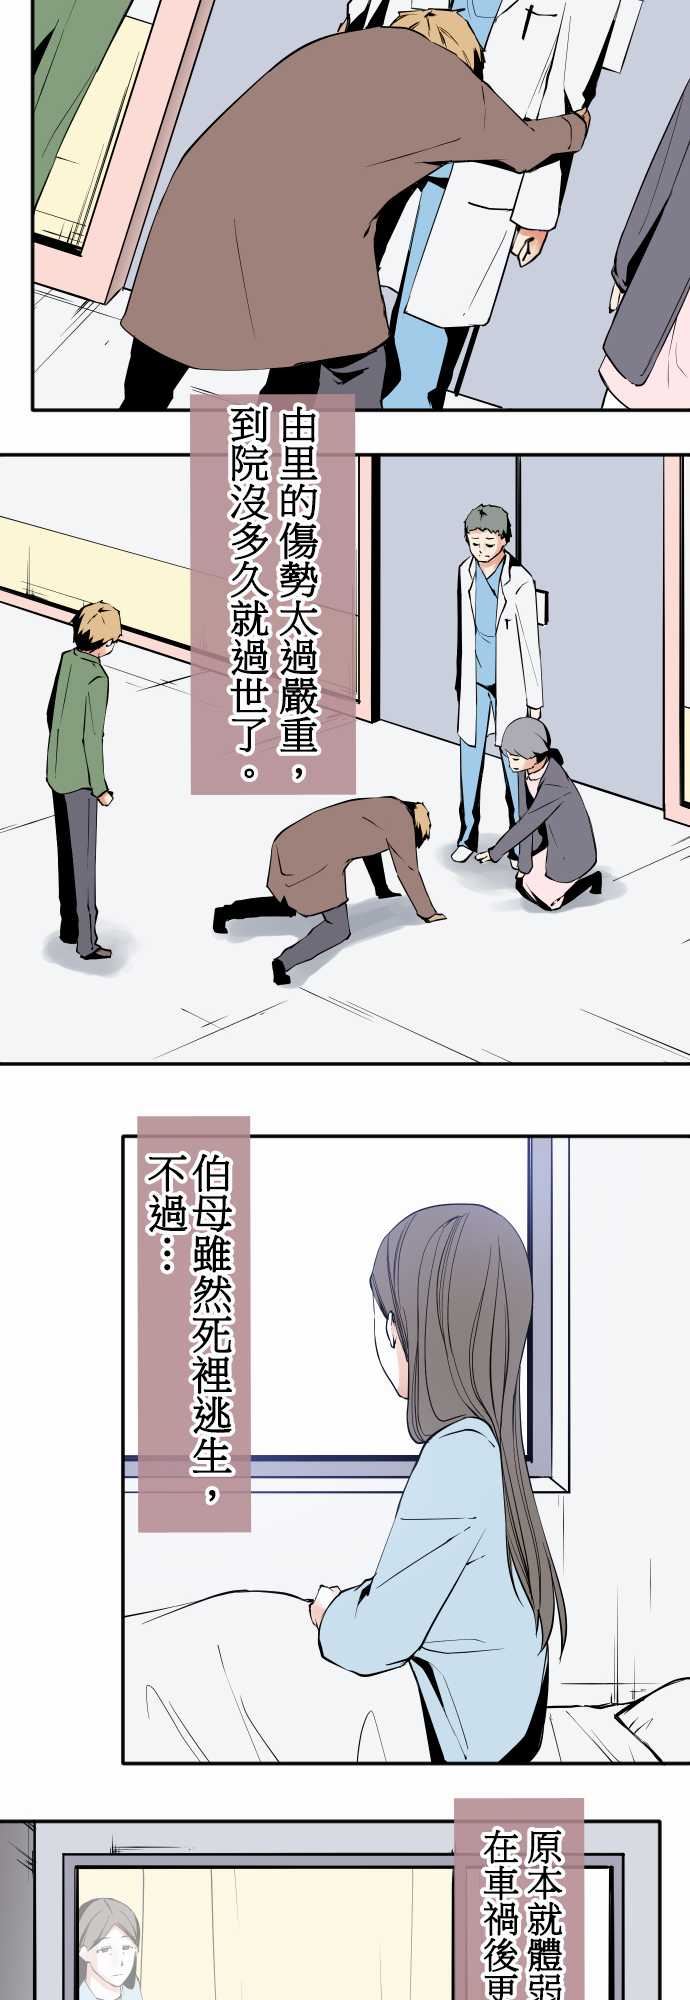 由里的傷勢太過嚴重，
到院沒多久就過世了。
伯母雖然死裡逃生，
不過…
原本就體弱
在車禍後更